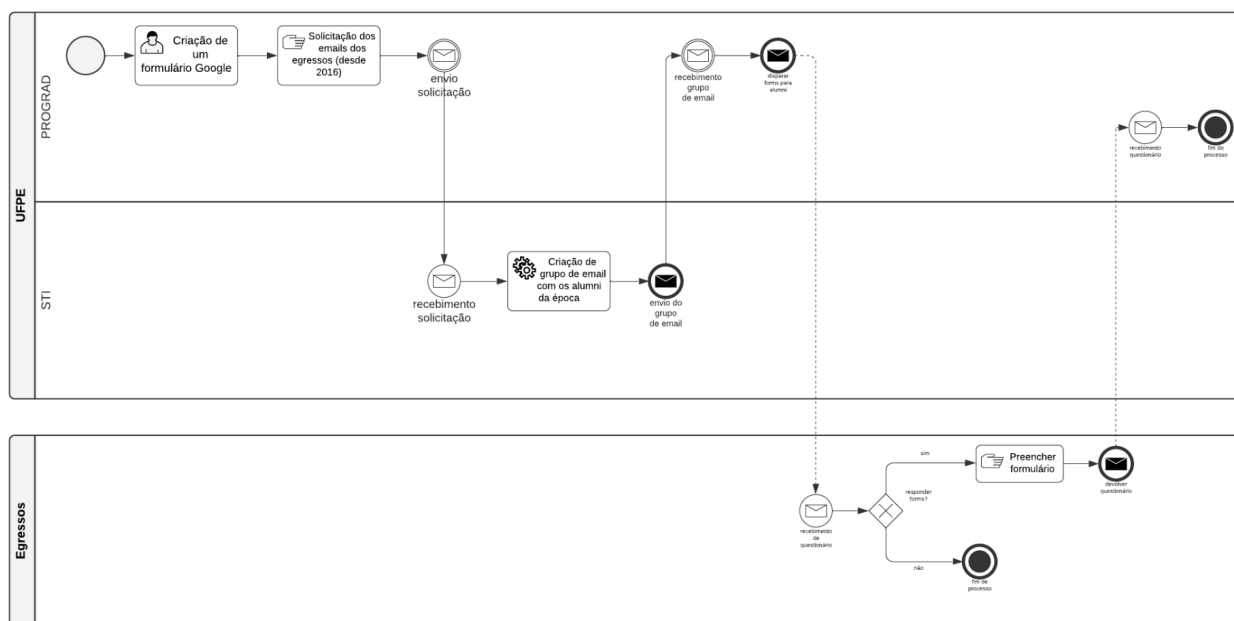 UFPE
PROGRAD
Criação de
um
formulário Google
Solicitação dos
emails dos
egressos (desde
2016)
envio
solicitação
recebimento
grupo
de email
disparar
forms para
alumni
recebimento
questionário
fim do
processo
STI
recebimento
solicitação
Criação de
grupo de email
com os alumni
da época
envio do
grupo
de email
Egressos
recebimento
de
questionário
responder
forms?
sim
Preencher
formulário
devolver
questionário
não
fim de
processo